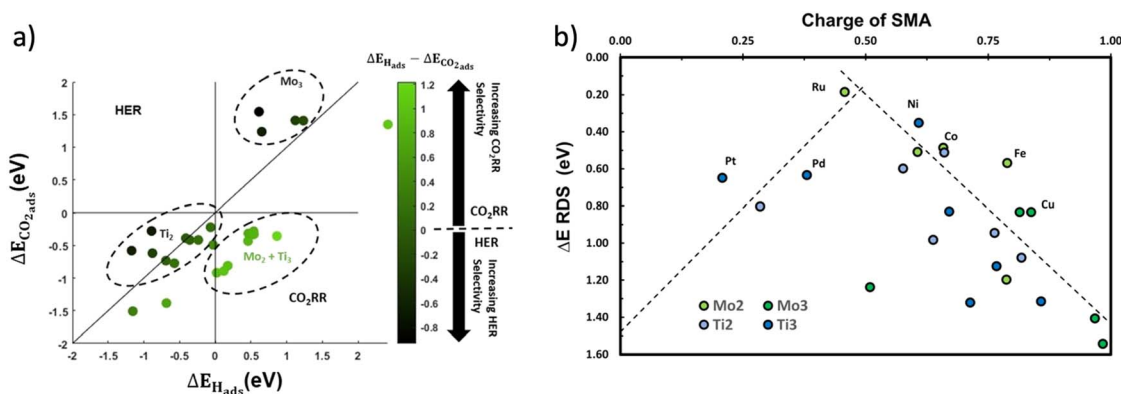 a)
ΔE_CO2ads (eV)
2
1.5
1
0.5
0
-0.5
-1
-1.5
-2
HER
Mo3
Ti2
Mo2 + Ti3
CO2RR
-2
-1.5
-1
-0.5
0
0.5
1
1.5
2
ΔE_Hads(eV)
ΔE_Hads − ΔE_CO2ads
1.2
1
0.8
0.6
0.4
0.2
0
-0.2
-0.4
-0.6
-0.8
Increasing CO2RR
Selectivity
CO2RR
HER
Increasing HER
Selectivity
b)
Charge of SMA
0.00
0.25
0.50
0.75
1.00
ΔE RDS (eV)
0.00
0.20
0.40
0.60
0.80
1.00
1.20
1.40
1.60
Ru
Ni
Co
Fe
Pt
Pd
Cu
Mo2
Mo3
Ti2
Ti3